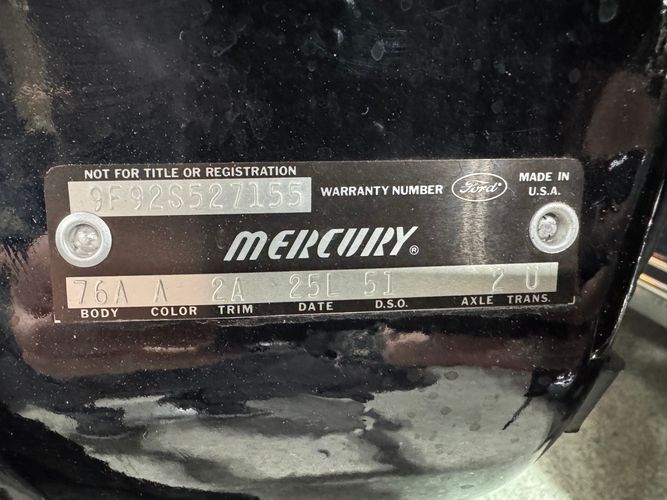 NOT FOR TITLE OR REGISTRATION
9F92S527155
WARRANTY NUMBER
Ford
MADE IN
U.S.A.
MERCURY®
76A A 2A 25L 51 2 U
BODY COLOR TRIM DATE D.S.O. AXLE TRANS.